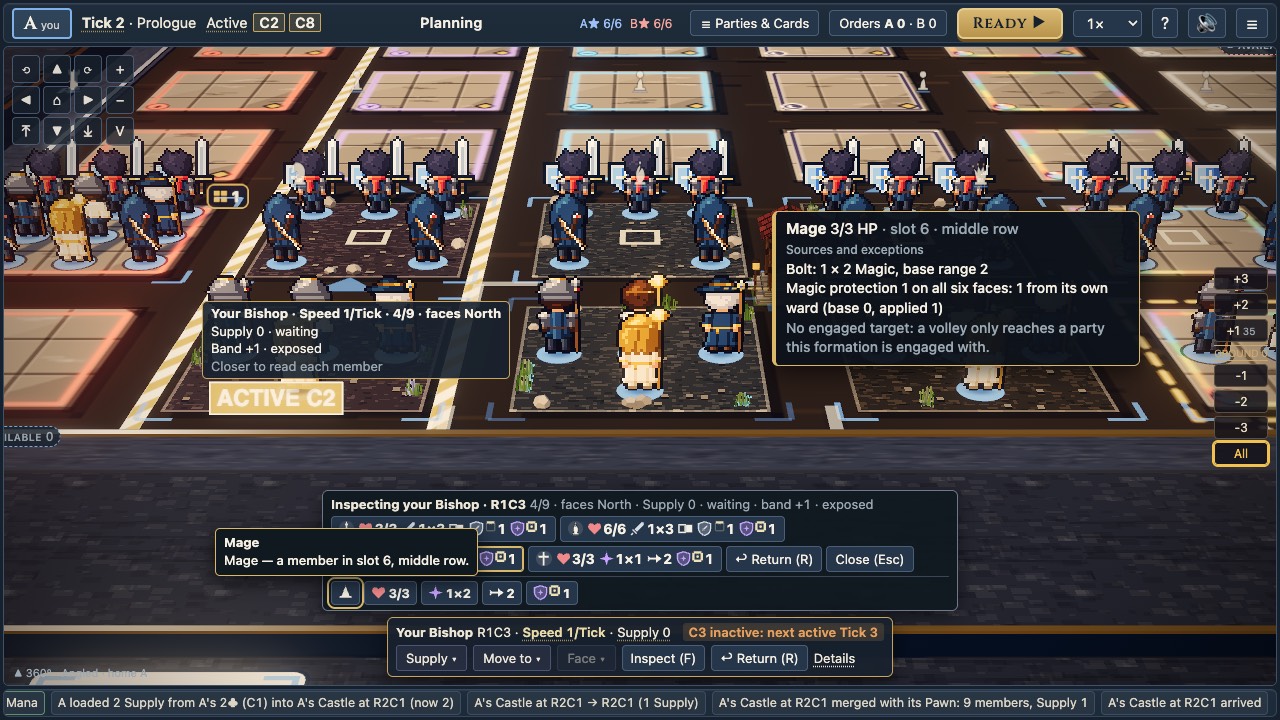 A you
Tick 2 · Prologue Active C2 C8
Planning
A★ 6/6 B★ 6/6
≡ Parties & Cards
Orders A 0 · B 0
READY ▶
1×
?
≡
V
1
Mage 3/3 HP · slot 6 · middle row
Sources and exceptions
Bolt: 1 × 2 Magic, base range 2
Magic protection 1 on all six faces: 1 from its own
ward (base 0, applied 1)
No engaged target: a volley only reaches a party
this formation is engaged with.
Your Bishop · Speed 1/Tick · 4/9 · faces North
Supply 0 · waiting
Band +1 · exposed
Closer to read each member
ACTIVE C2
+3
+2
+1 35
-1
-2
-3
All
ILABLE 0
Inspecting your Bishop · R1C3 4/9 · faces North · Supply 0 · waiting · band +1 · exposed
1 1 6/6 1×3 1 1
Mage
Mage — a member in slot 6, middle row.
1 3/3 1×1 2 1 ↩ Return (R) Close (Esc)
3/3 1×2 2 1
Your Bishop R1C3 · Speed 1/Tick · Supply 0 C3 inactive: next active Tick 3
Supply ▾ Move to ▾ Face ▾ Inspect (F) ↩ Return (R) Details
▲ 360° · Angled · home A
Mana
A loaded 2 Supply from A's 2♣ (C1) into A's Castle at R2C1 (now 2)
A's Castle at R2C1 → R2C1 (1 Supply)
A's Castle at R2C1 merged with its Pawn: 9 members, Supply 1
A's Castle at R2C1 arrived